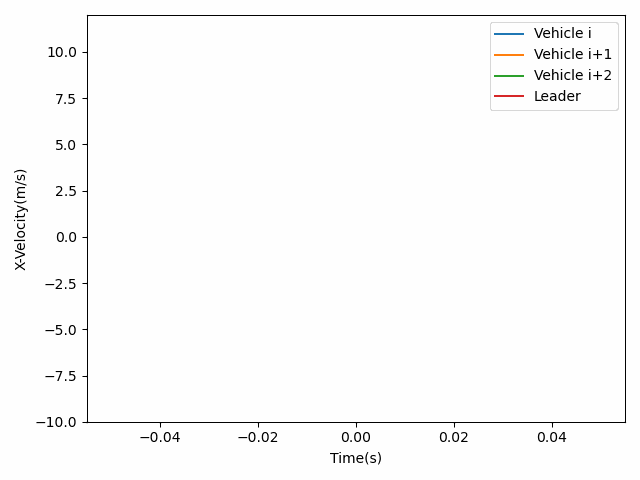 Vehicle i
Vehicle i+1
Vehicle i+2
Leader
10.0
7.5
5.0
2.5
0.0
−2.5
−5.0
−7.5
−10.0
X-Velocity(m/s)
−0.04 −0.02 0.00 0.02 0.04
Time(s)